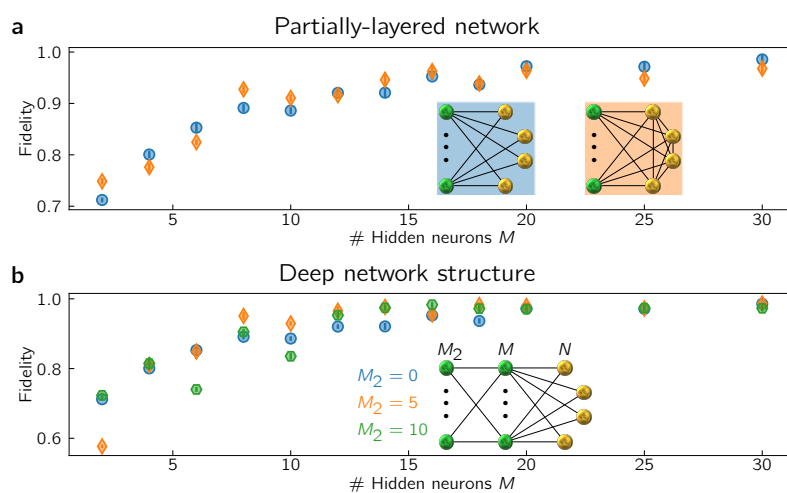 a
Partially-layered network
1.0
0.9
0.8
0.7
Fidelity
5 10 15 20 25 30
# Hidden neurons M
b
Deep network structure
1.0
0.8
0.6
Fidelity
M₂ M N
M₂ = 0
M₂ = 5
M₂ = 10
5 10 15 20 25 30
# Hidden neurons M